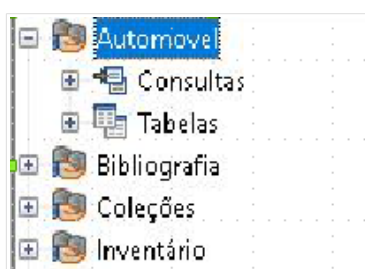 Automovel
Consultas
Tabelas
Bibliografia
Coleções
Inventário